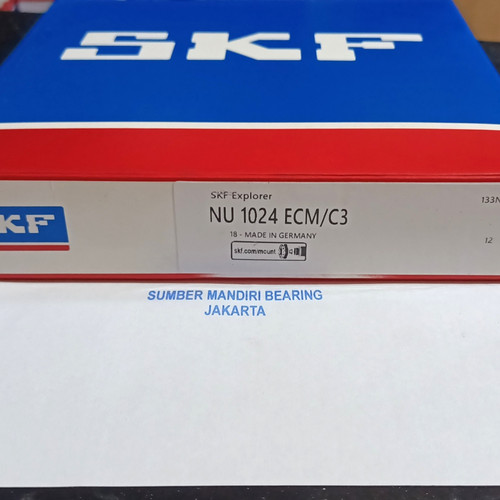 SKF
SKF
SKF Explorer
NU 1024 ECM/C3
18 - MADE IN GERMANY
skf.com/mount
133N
12
SUMBER MANDIRI BEARING
JAKARTA